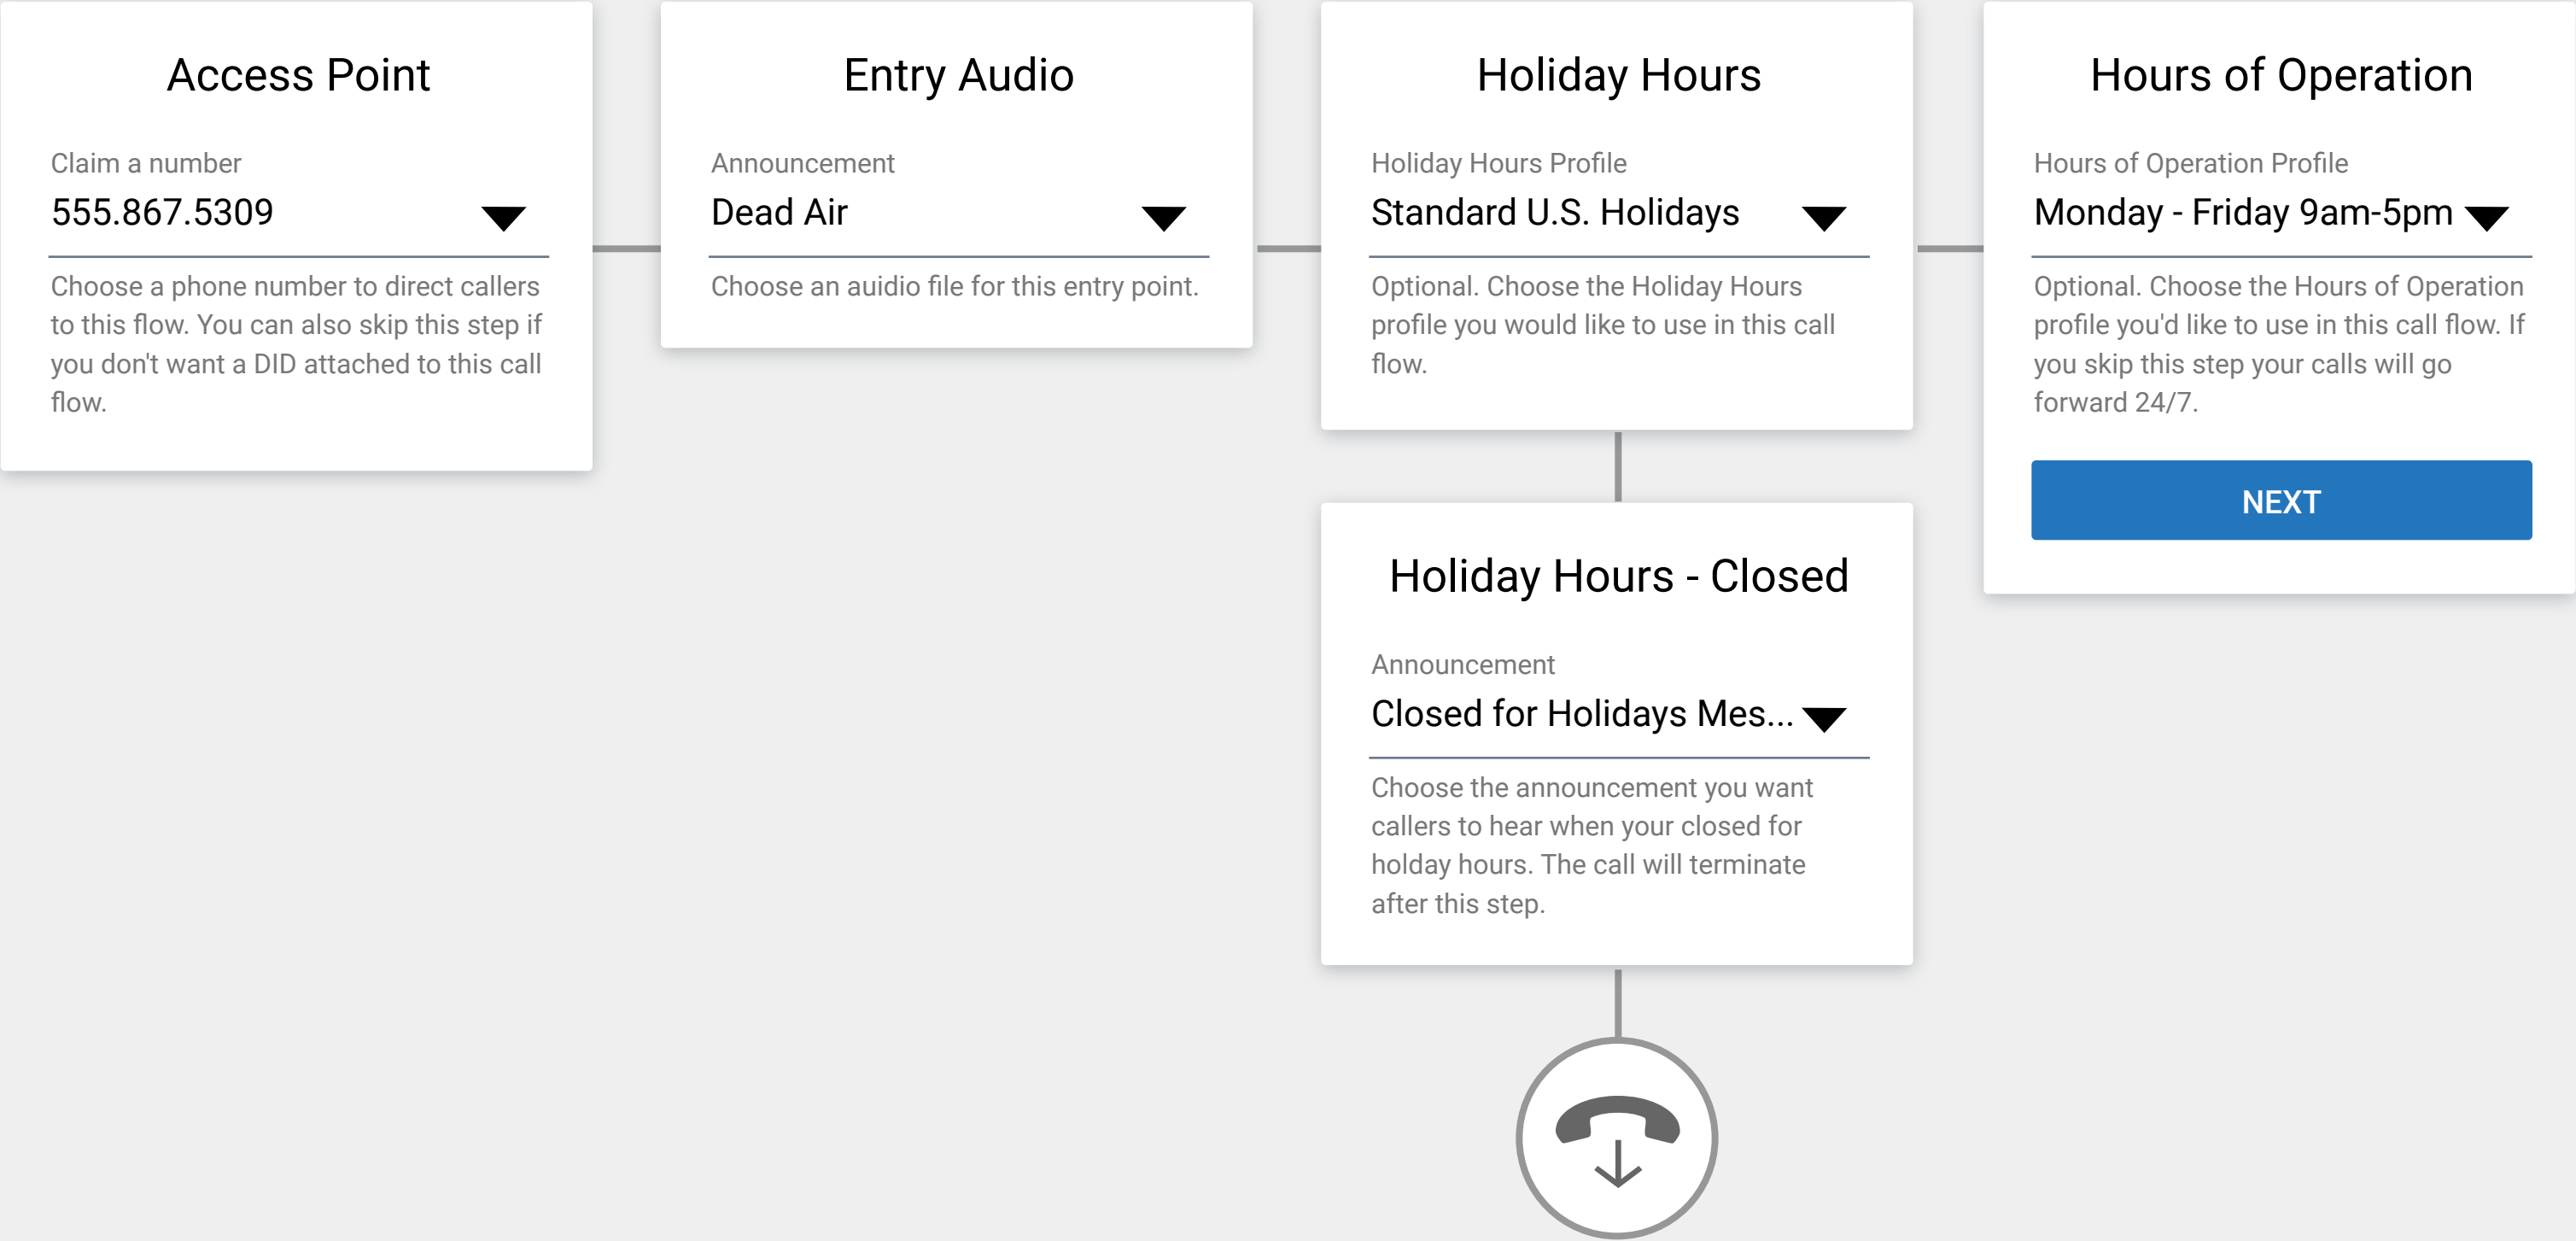 Access Point
Claim a number
555.867.5309
Choose a phone number to direct callers
to this flow. You can also skip this step if
you don't want a DID attached to this call
flow.
Entry Audio
Announcement
Dead Air
Choose an auidio file for this entry point.
Holiday Hours
Holiday Hours Profile
Standard U.S. Holidays
Optional. Choose the Holiday Hours
profile you would like to use in this call
flow.
Holiday Hours - Closed
Announcement
Closed for Holidays Mes...
Choose the announcement you want
callers to hear when your closed for
holday hours. The call will terminate
after this step.
Hours of Operation
Hours of Operation Profile
Monday - Friday 9am-5pm
Optional. Choose the Hours of Operation
profile you'd like to use in this call flow. If
you skip this step your calls will go
forward 24/7.
NEXT